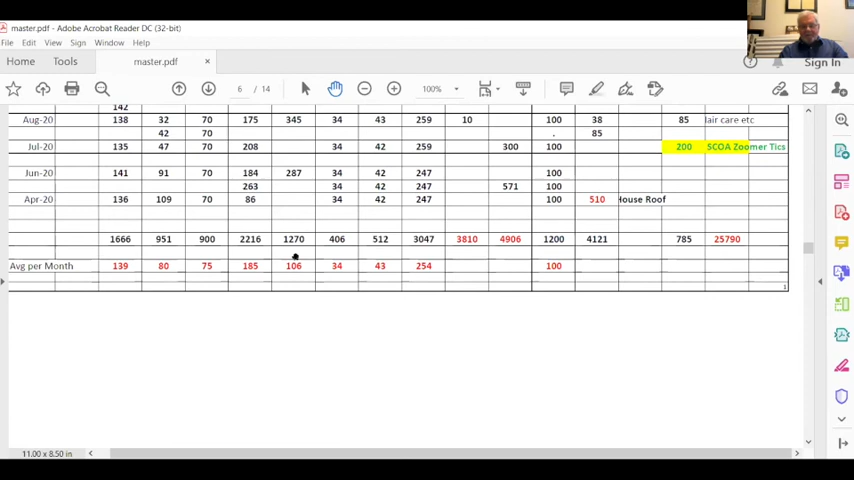 master.pdf - Adobe Acrobat Reader DC (32-bit)
File Edit View Sign Window Help
Home Tools master.pdf × Sign In
6 / 14 100%
142
Aug-20 138 32 70 175 345 34 43 259 10 100 38 85 lair care etc
42 70 . 85
Jul-20 135 47 70 208 34 42 259 300 100 200 SCOA Zoomer Tics
Jun-20 141 91 70 184 287 34 42 247 100
263 34 42 247 571 100
Apr-20 136 109 70 86 34 42 247 100 510 House Roof
1666 951 900 2216 1270 406 512 3047 3810 4906 1200 4121 785 25790
Avg per Month 139 80 75 185 106 34 43 254 100
1
11.00 x 8.50 in